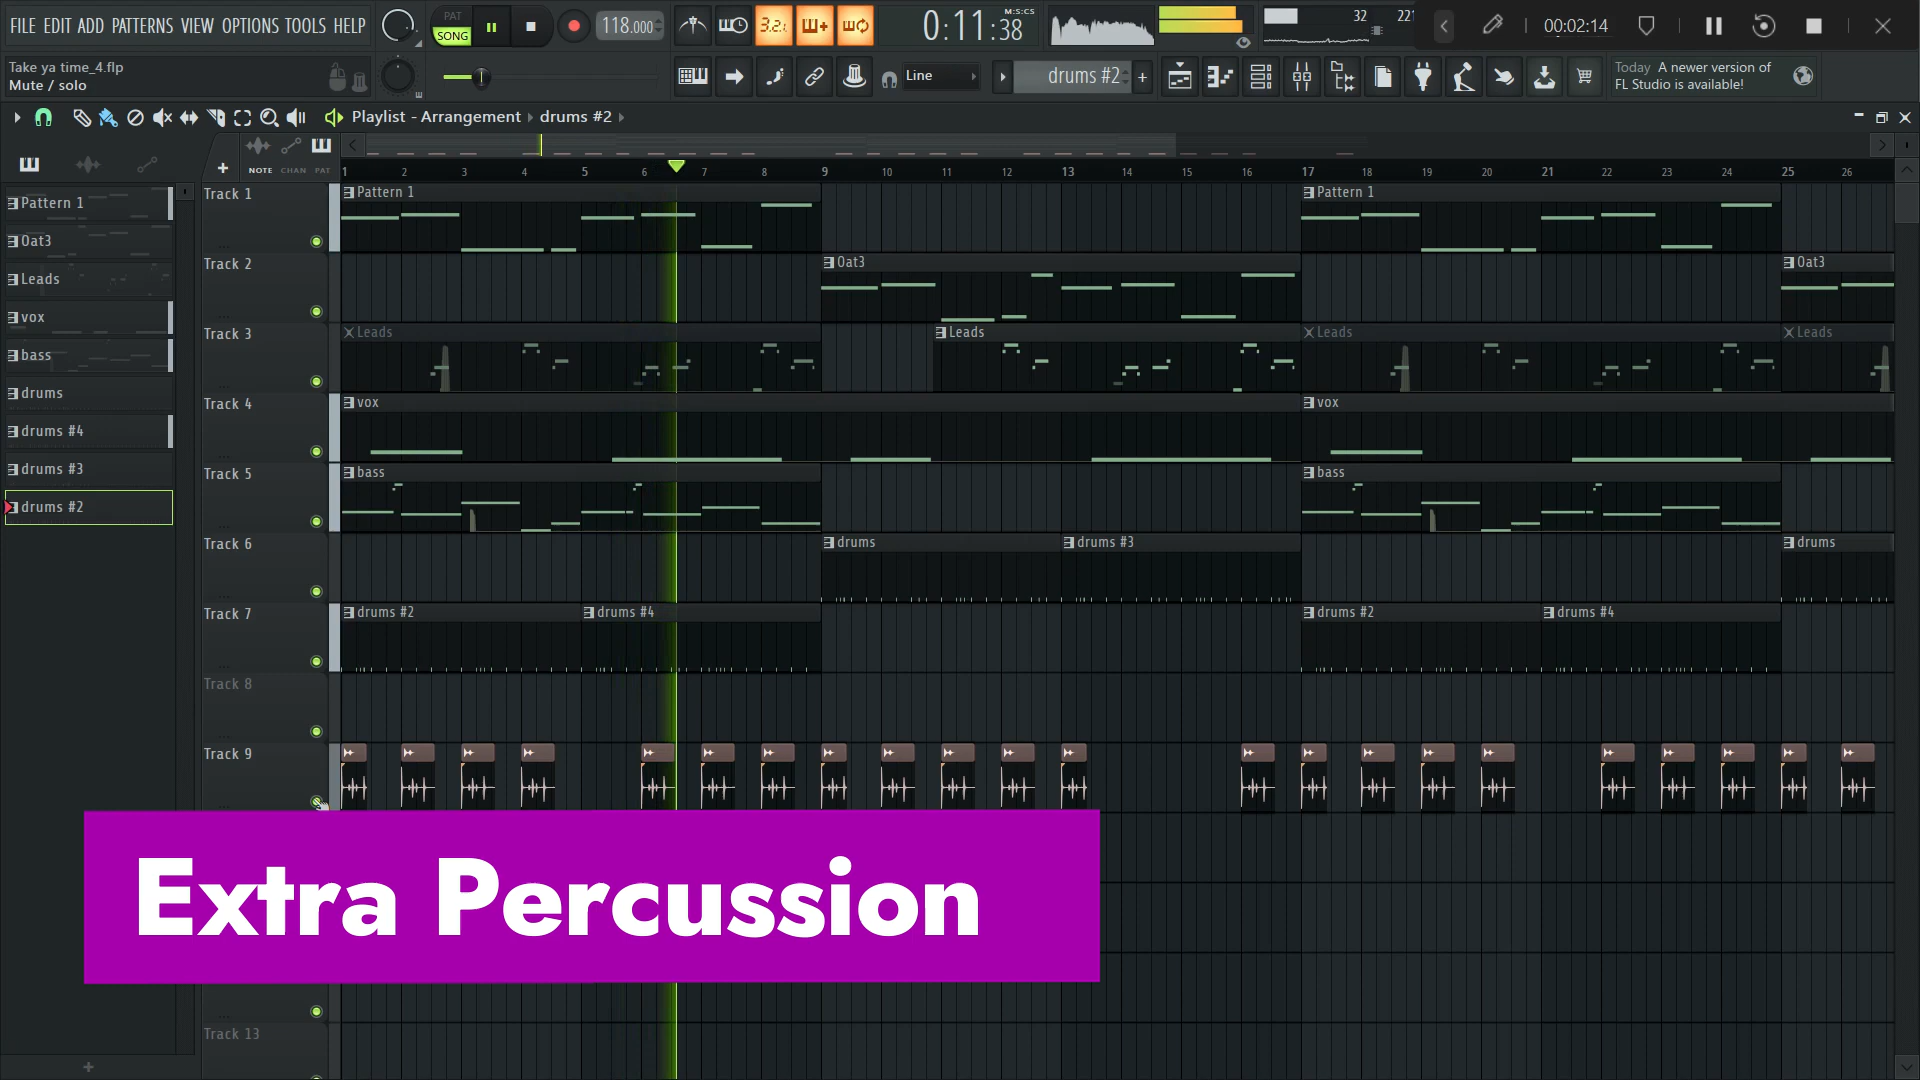 FILE EDIT ADD PATTERNS VIEW OPTIONS TOOLS HELP
PAT
SONG
118.000
3.2.1
0:11:38
M:S:CS
32
221
00:02:14
Take ya time_4.flp
Mute / solo
Line
drums #2
Today A newer version of
FL Studio is available!
Playlist - Arrangement drums #2
NOTE CHAN PAT
1 2 3 4 5 6 7 8 9 10 11 12 13 14 15 16 17 18 19 20 21 22 23 24 25 26
Pattern 1
Oat3
Leads
vox
bass
drums
drums #4
drums #3
drums #2
Track 1
Pattern 1
Pattern 1
Track 2
Oat3
Oat3
Track 3
Leads
Leads
Leads
Leads
Track 4
vox
vox
Track 5
bass
bass
Track 6
drums
drums #3
drums
Track 7
drums #2
drums #4
drums #2
drums #4
Track 8
Track 9
Extra Percussion
Track 13